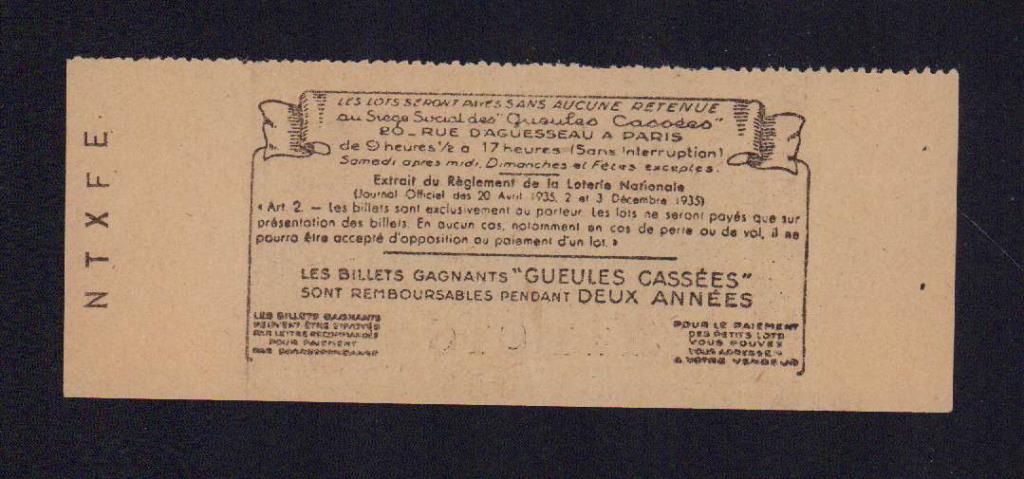 NTXFE
LES LOTS SERONT PAYES SANS AUCUNE RETENUE
au Siège Social des "Gueules Cassées"
20_ RUE D'AGUESSEAU A PARIS
de 9 heures ½ à 17 heures (Sans Interruption)
Samedi après midi, Dimanches et Fêtes exceptés.
Extrait du Règlement de la Loterie Nationale
(Journal Officiel des 20 Avril 1935, 2 et 3 Décembre 1935)
« Art. 2. — Les billets sont exclusivement au porteur. Les lots ne seront payés que sur
présentation des billets. En aucun cas, notamment en cas de perte ou de vol, il ne
pourra être accepté d'opposition au paiement d'un lot. »
LES BILLETS GAGNANTS "GUEULES CASSÉES"
SONT REMBOURSABLES PENDANT DEUX ANNÉES
LES BILLETS GAGNANTS
PEUVENT ÊTRE ENVOYÉS
PAR LETTRE RECOMMANDÉE
POUR PAIEMENT
PAR CORRESPONDANCE
POUR LE PAIEMENT
DES PETITS LOTS
VOUS POUVEZ
VOUS ADRESSER
A VOTRE VENDEUR